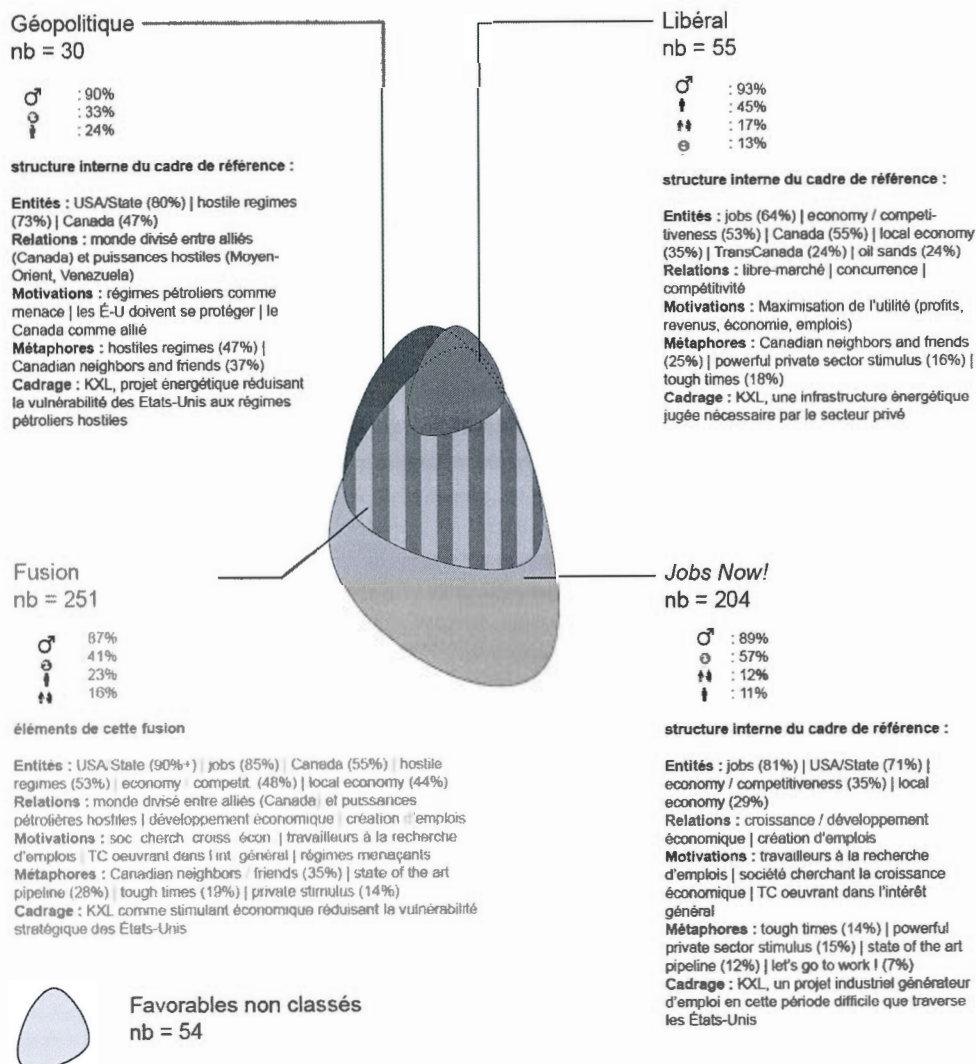 Géopolitique
nb = 30
: 90%
: 33%
: 24%
structure interne du cadre de référence :
Entités : USA/State (80%) | hostile regimes
(73%) | Canada (47%)
Relations : monde divisé entre alliés
(Canada) et puissances hostiles (Moyen-
Orient, Venezuela)
Motivations : régimes pétroliers comme
menace | les É-U doivent se protéger | le
Canada comme allié
Métaphores : hostiles regimes (47%) |
Canadian neighbors and friends (37%)
Cadrage : KXL, projet énergétique réduisant
la vulnérabilité des Etats-Unis aux régimes
pétroliers hostiles
Libéral
nb = 55
: 93%
: 45%
: 17%
: 13%
structure interne du cadre de référence :
Entités : jobs (64%) | economy / competi-
tiveness (53%) | Canada (55%) | local economy
(35%) | TransCanada (24%) | oil sands (24%)
Relations : libre-marché | concurrence |
compétitivité
Motivations : Maximisation de l'utilité (profits,
revenus, économie, emplois)
Métaphores : Canadian neighbors and friends
(25%) | powerful private sector stimulus (16%) |
tough times (18%)
Cadrage : KXL, une infrastructure énergétique
jugée nécessaire par le secteur privé
Fusion
nb = 251
87%
41%
23%
16%
éléments de cette fusion
Entités : USA/State (90%+) | jobs (85%) | Canada (55%) | hostile
regimes (53%) | economy competit. (48%) | local economy (44%)
Relations : monde divisé entre alliés (Canada) et puissances
pétrolières hostiles | développement économique | création d'emplois
Motivations : soc cherch croiss écon | travailleurs à la recherche
d'emplois | TC oeuvrant dans l'int. général | régimes menaçants
Métaphores : Canadian neighbors / friends (35%) | state of the art
pipeline (28%) | tough times (19%) | private stimulus (14%)
Cadrage : KXL comme stimulant économique réduisant la vulnérabilité
stratégique des États-Unis
Jobs Now!
nb = 204
: 89%
: 57%
: 12%
: 11%
structure interne du cadre de référence :
Entités : jobs (81%) | USA/State (71%) |
economy / competitiveness (35%) | local
economy (29%)
Relations : croissance / développement
économique | création d'emplois
Motivations : travailleurs à la recherche
d'emplois | société cherchant la croissance
économique | TC oeuvrant dans l'intérêt
général
Métaphores : tough times (14%) | powerful
private sector stimulus (15%) | state of the art
pipeline (12%) | let's go to work ! (7%)
Cadrage : KXL, un projet industriel générateur
d'emploi en cette période difficile que traverse
les États-Unis
Favorables non classés
nb = 54